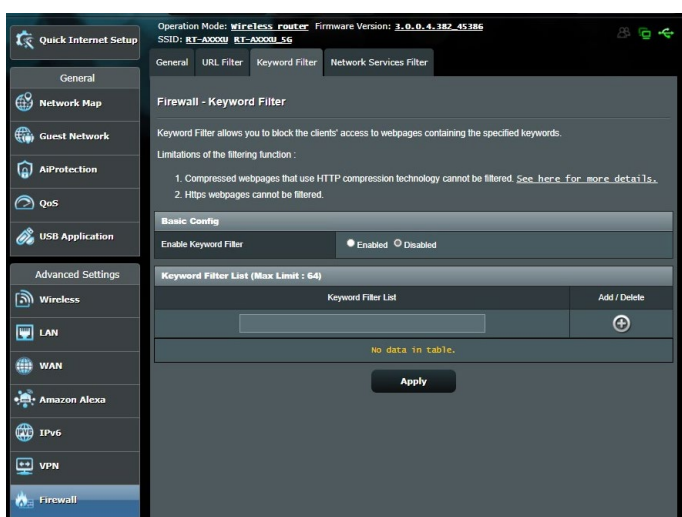 Quick Internet Setup
General
Network Map
Guest Network
AiProtection
QoS
USB Application
Advanced Settings
Wireless
LAN
WAN
Amazon Alexa
IPv6
VPN
Firewall
Operation Mode: Wireless router Firmware Version: 3.0.0.4.382_45386
SSID: RT-AXXXU RT-AXXXU_5G
General URL Filter Keyword Filter Network Services Filter
Firewall - Keyword Filter
Keyword Filter allows you to block the clients' access to webpages containing the specified keywords.
Limitations of the filtering function :
1. Compressed webpages that use HTTP compression technology cannot be filtered. See here for more details.
2. Https webpages cannot be filtered.
Basic Config
Enable Keyword Filter Enabled Disabled
Keyword Filter List (Max Limit : 64)
Keyword Filter List Add / Delete
No data in table.
Apply